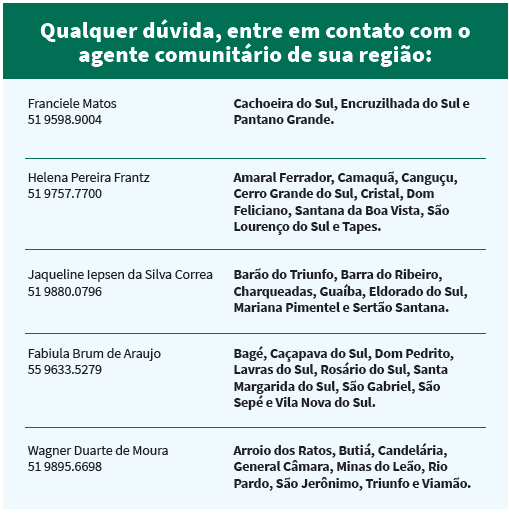 Qualquer dúvida, entre em contato com o
agente comunitário de sua região:
Franciele Matos
51 9598.9004
Cachoeira do Sul, Encruzilhada do Sul e
Pantano Grande.
Helena Pereira Frantz
51 9757.7700
Amaral Ferrador, Camaquã, Canguçu,
Cerro Grande do Sul, Cristal, Dom
Feliciano, Santana da Boa Vista, São
Lourenço do Sul e Tapes.
Jaqueline Iepsen da Silva Correa
51 9880.0796
Barão do Triunfo, Barra do Ribeiro,
Charqueadas, Guaíba, Eldorado do Sul,
Mariana Pimentel e Sertão Santana.
Fabiula Brum de Araujo
55 9633.5279
Bagé, Caçapava do Sul, Dom Pedrito,
Lavras do Sul, Rosário do Sul, Santa
Margarida do Sul, São Gabriel, São
Sepé e Vila Nova do Sul.
Wagner Duarte de Moura
51 9895.6698
Arroio dos Ratos, Butiá, Candelária,
General Câmara, Minas do Leão, Rio
Pardo, São Jerônimo, Triunfo e Viamão.